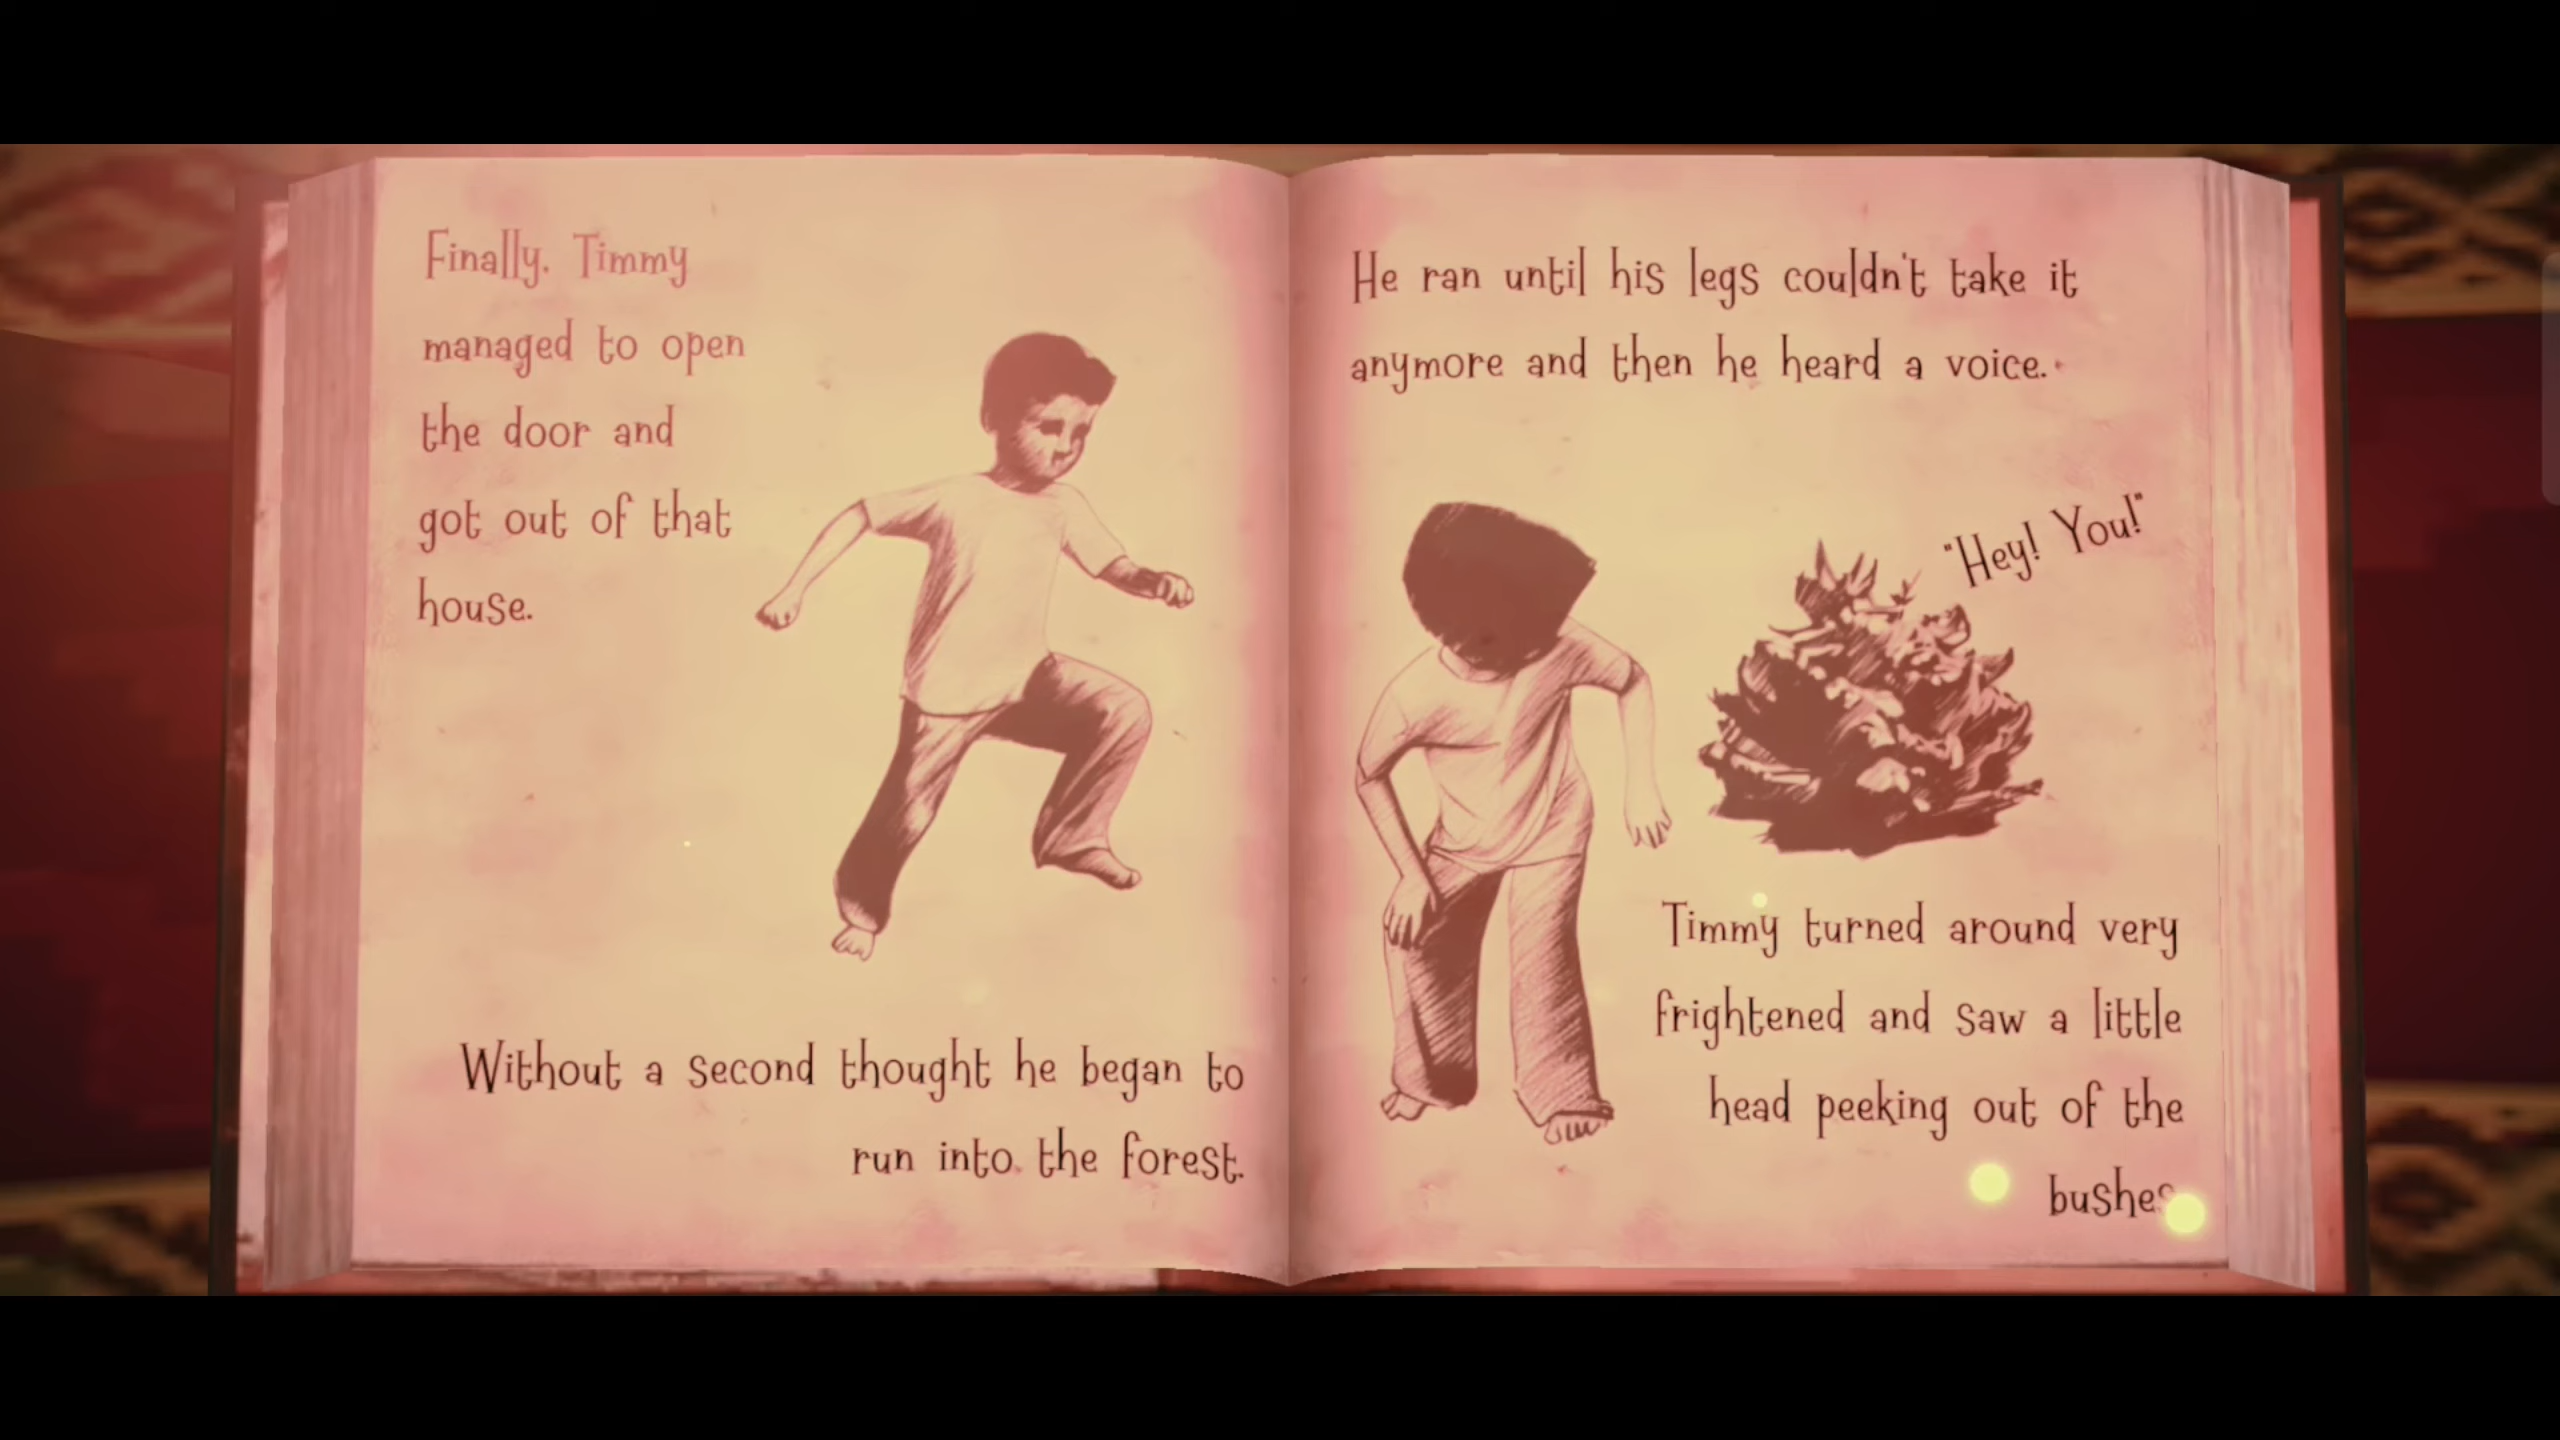 Finally, Timmy
managed to open
the door and
got out of that
house.
Without a second thought he began to
run into the forest.
He ran until his legs couldn't take it
anymore and then he heard a voice.
"Hey! You!"
Timmy turned around very
frightened and saw a little
head peeking out of the
bushes